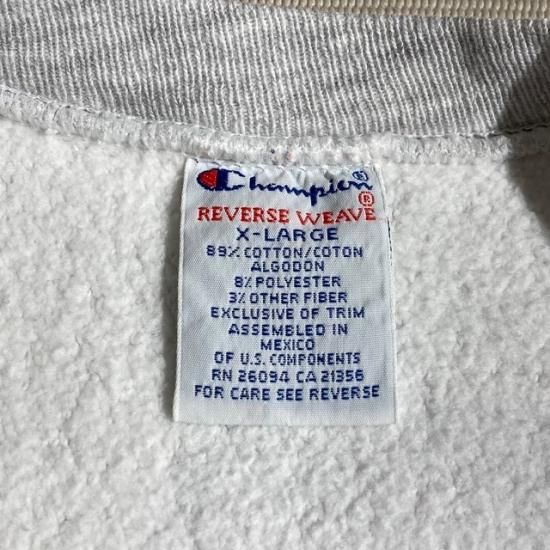 Champion®
REVERSE WEAVE®
X-LARGE
89% COTTON/COTON
ALGODON
8% POLYESTER
3% OTHER FIBER
EXCLUSIVE OF TRIM
ASSEMBLED IN
MEXICO
OF U.S. COMPONENTS
RN 26094 CA 21356
FOR CARE SEE REVERSE